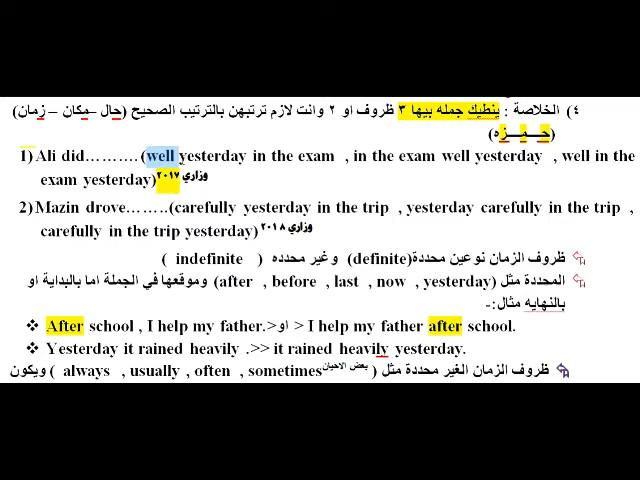 ٤) الخلاصة : ينطيك جمله بيها ٣ ظروف او ٢ وانت لازم ترتبهن بالترتيب الصحيح (حال –مكان – زمان)
(حـــمـــزه)
1) Ali did………. (well yesterday in the exam , in the exam well yesterday , well in the
exam yesterday) وزاري ٢٠١٧
2) Mazin drove……..(carefully yesterday in the trip , yesterday carefully in the trip ,
carefully in the trip yesterday) وزاري ٢٠١٨
ظروف الزمان نوعين محددة(definite) وغير محدده ( indefinite )
المحددة مثل (after , before , last , now , yesterday) وموقعها في الجملة اما بالبداية او
بالنهايه مثال:-
❖ After school , I help my father.>او > I help my father after school.
❖ Yesterday it rained heavily .>> it rained heavily yesterday.
ظروف الزمان الغير محددة مثل ( always , usually , often , sometimes بعض الاحيان ) ويكون